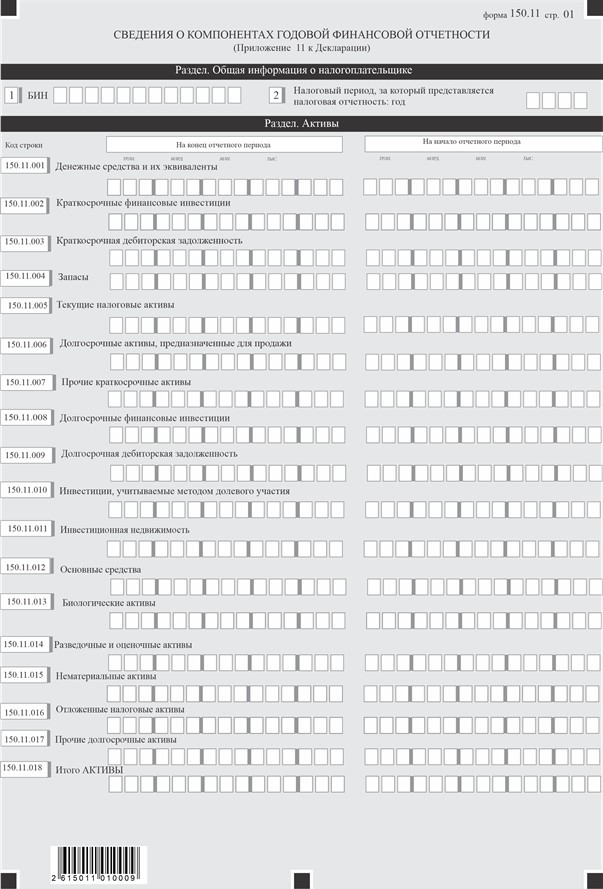 форма 150.11 стр. 01
СВЕДЕНИЯ О КОМПОНЕНТАХ ГОДОВОЙ ФИНАНСОВОЙ ОТЧЕТНОСТИ
(Приложение 11 к Декларации)
Раздел. Общая информация о налогоплательщике
1 БИН 2 Налоговый период, за который представляется
налоговая отчетность: год
Раздел. Активы
Код строки На конец отчетного периода На начало отчетного периода
трлн млрд млн тыс трлн млрд млн тыс
150.11.001 Денежные средства и их эквиваленты
150.11.002 Краткосрочные финансовые инвестиции
150.11.003 Краткосрочная дебиторская задолженность
150.11.004 Запасы
150.11.005 Текущие налоговые активы
150.11.006 Долгосрочные активы, предназначенные для продажи
150.11.007 Прочие краткосрочные активы
150.11.008 Долгосрочные финансовые инвестиции
150.11.009 Долгосрочная дебиторская задолженность
150.11.010 Инвестиции, учитываемые методом долевого участия
150.11.011 Инвестиционная недвижимость
150.11.012 Основные средства
150.11.013 Биологические активы
150.11.014 Разведочные и оценочные активы
150.11.015 Нематериальные активы
150.11.016 Отложенные налоговые активы
150.11.017 Прочие долгосрочные активы
150.11.018 Итого АКТИВЫ
2 615011 010009